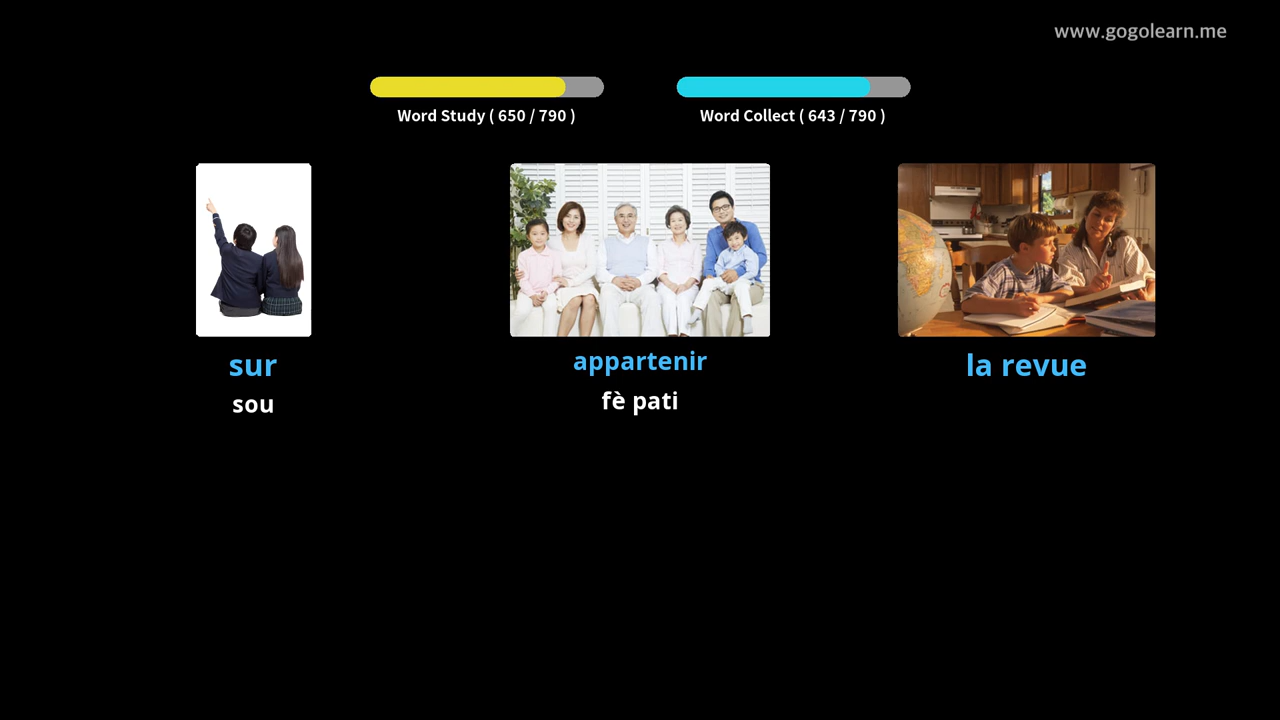 www.gogolearn.me
Word Study ( 650 / 790 )
Word Collect ( 643 / 790 )
sur
sou
appartenir
fè pati
la revue